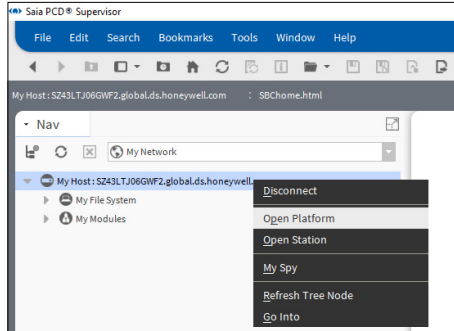 Saia PCD® Supervisor
File Edit Search Bookmarks Tools Window Help
My Host : SZ43LTJ06GWF2.global.ds.honeywell.com : SBChome.html
Nav
My Network
My Host : SZ43LTJ06GWF2.global.ds.honeywell.
My File System
My Modules
Disconnect
Open Platform
Open Station
My Spy
Refresh Tree Node
Go Into